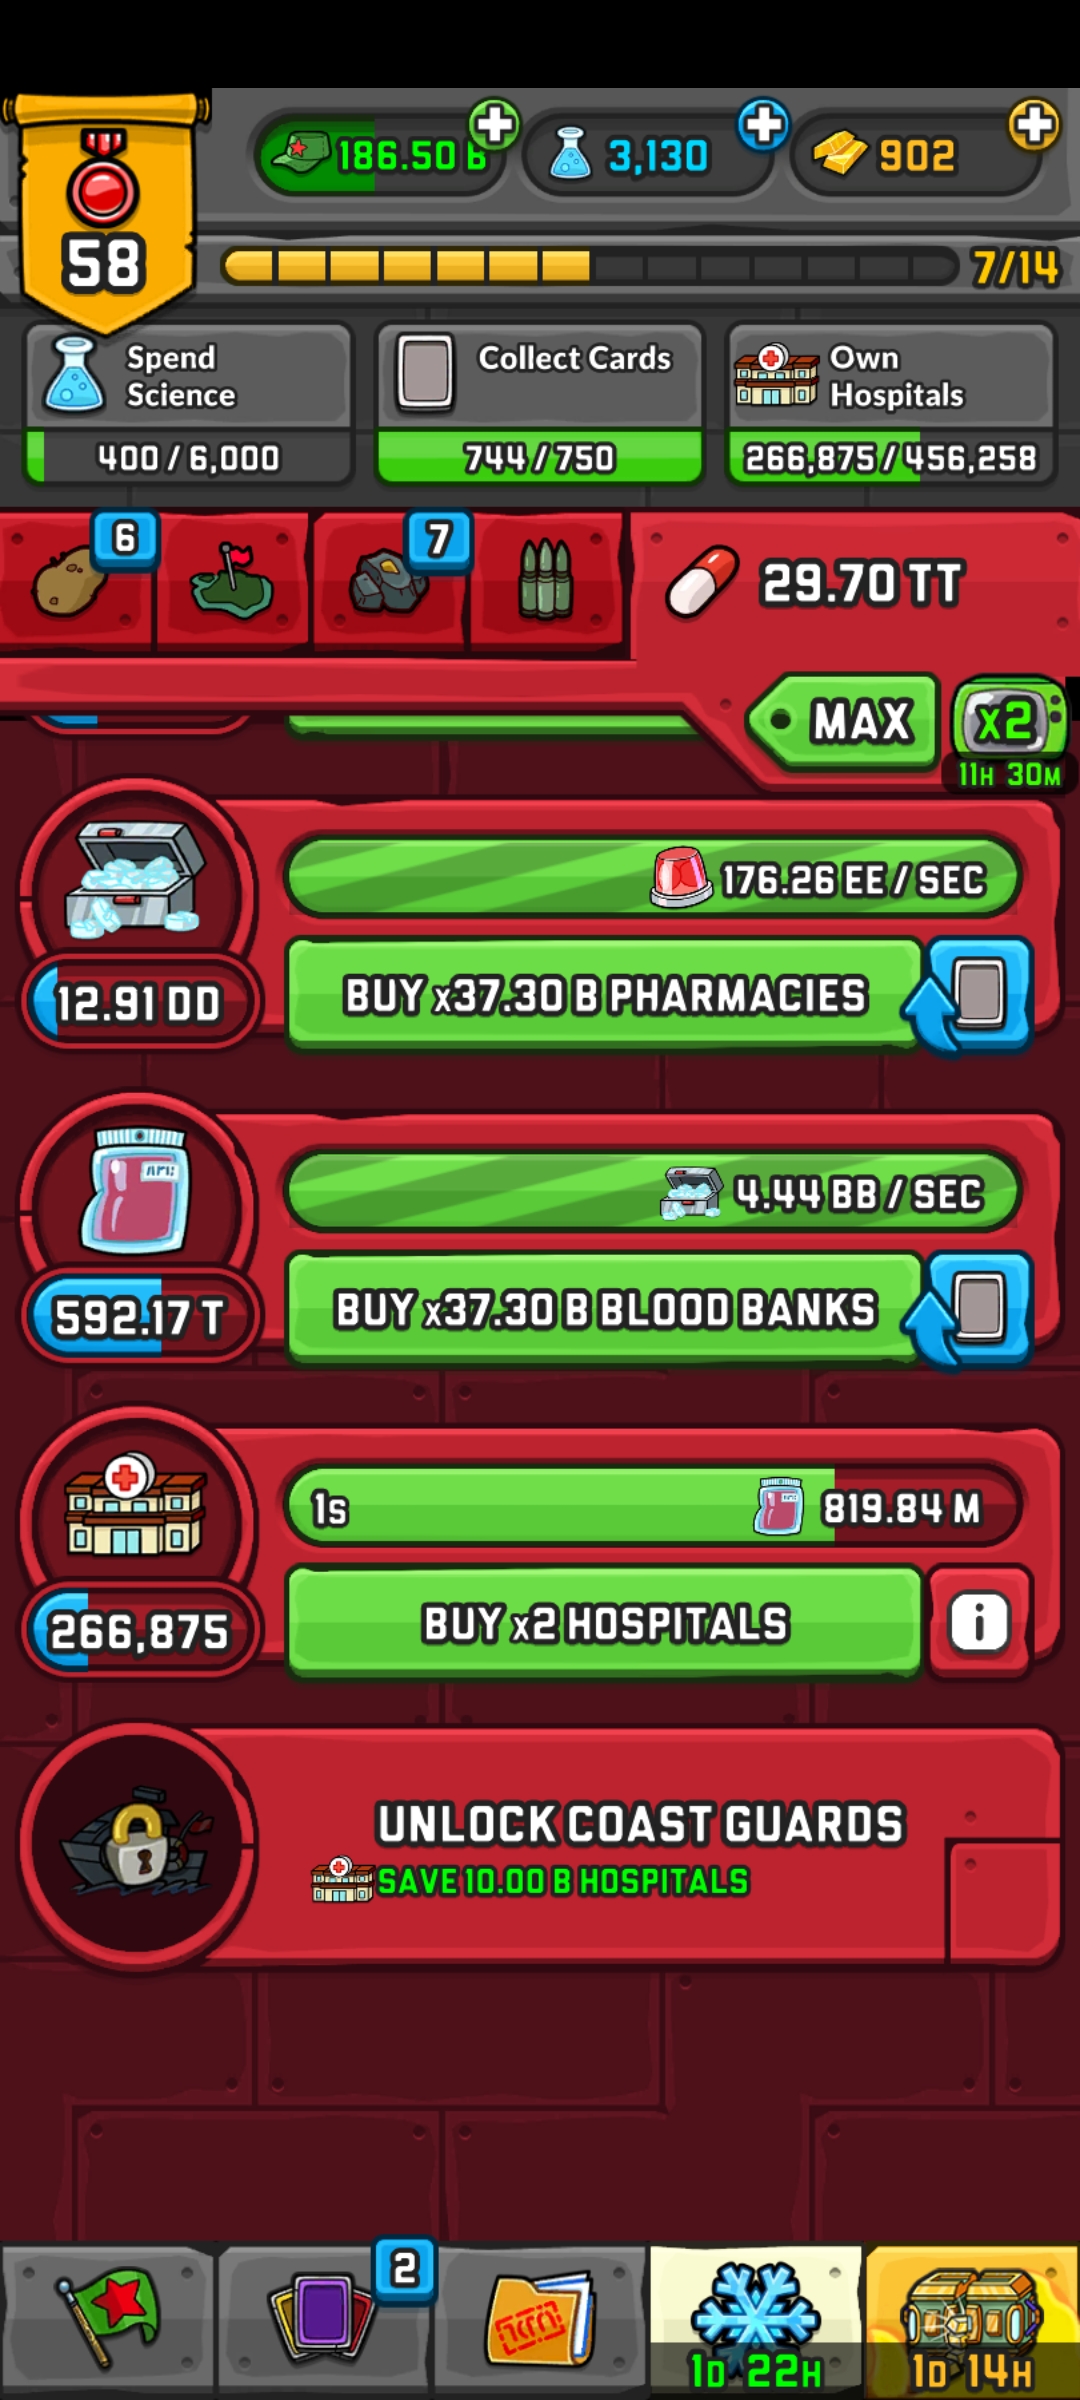 58
186.50 B
3,130
902
7/14
Spend
Science
400 / 6,000
Collect Cards
744 / 750
Own
Hospitals
266,875 / 456,258
6
7
29.70 TT
MAX
x2
11H 30M
176.26 EE / SEC
12.91 DD
BUY x37.30 B PHARMACIES
4.44 BB / SEC
592.17 T
BUY x37.30 B BLOOD BANKS
1s
819.84 M
266,875
BUY x2 HOSPITALS
i
UNLOCK COAST GUARDS
SAVE 10.00 B HOSPITALS
2
1D 22H
1D 14H